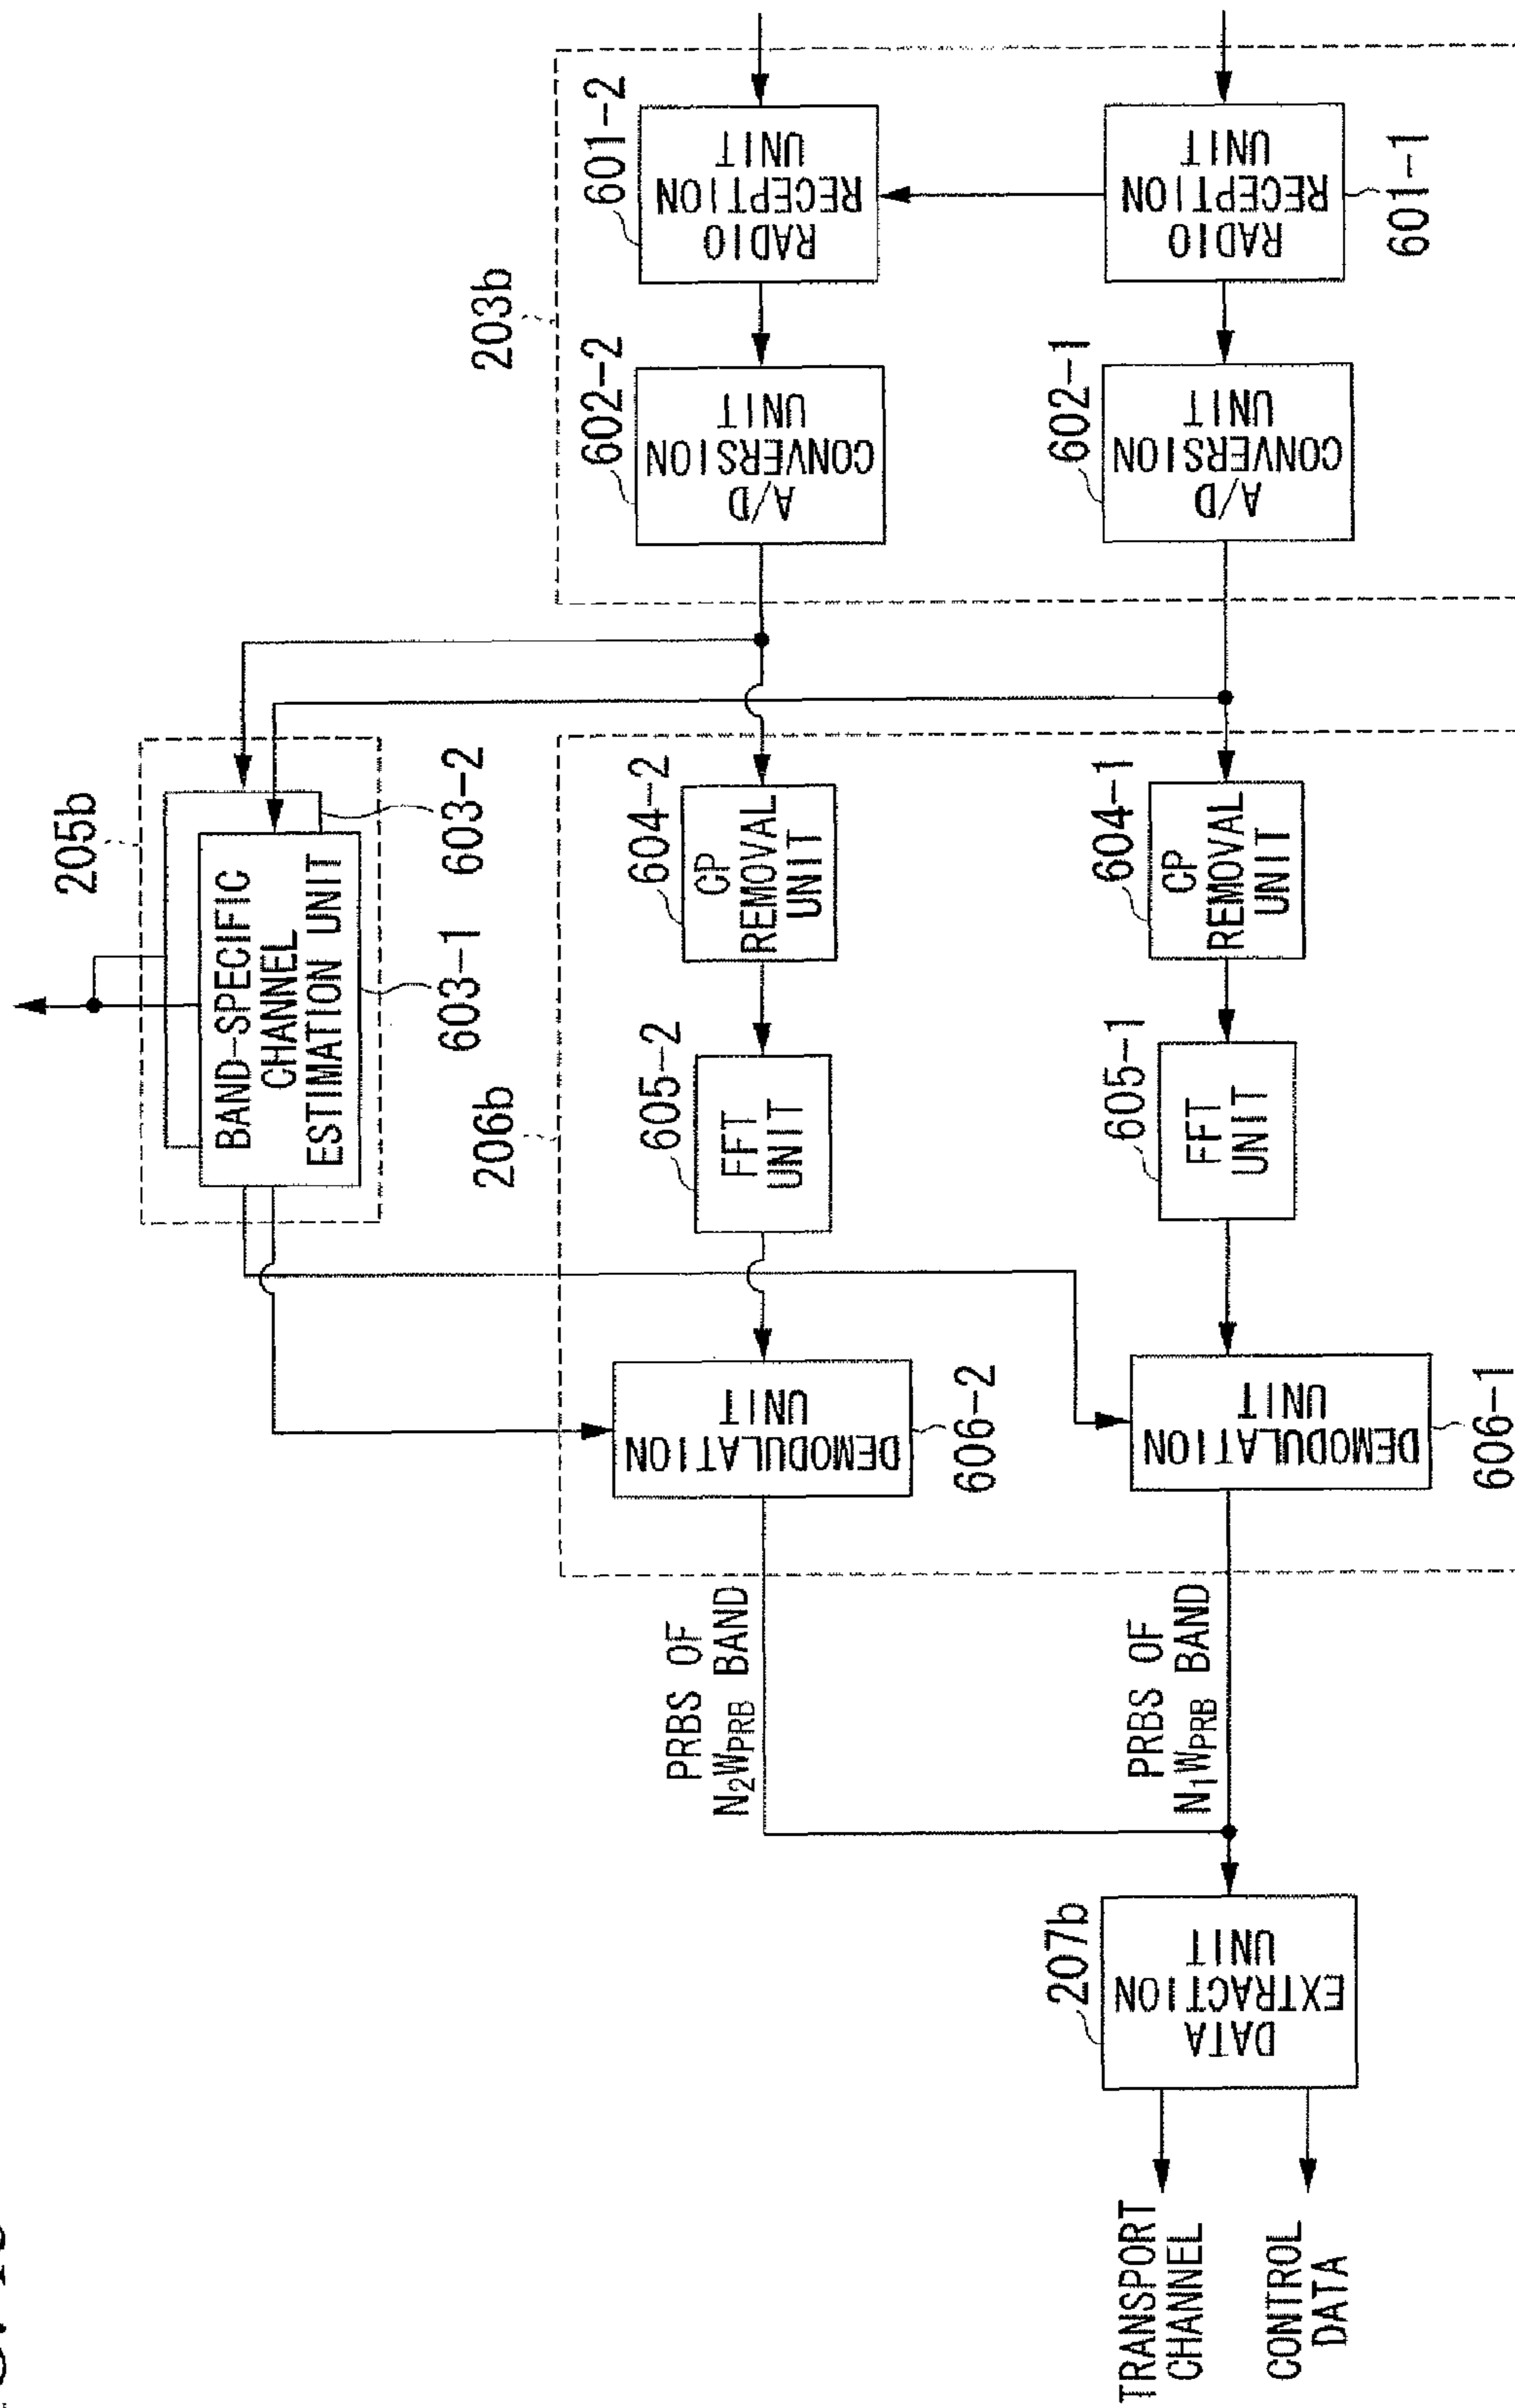 203b
601-2
RADIO
RECEPTION
UNIT
601-1
RADIO
RECEPTION
UNIT
602-2
A/D
CONVERSION
UNIT
602-1
A/D
CONVERSION
UNIT
205b
BAND-SPECIFIC
CHANNEL
ESTIMATION UNIT
603-2
603-1
206b
604-2
CP
REMOVAL
UNIT
604-1
CP
REMOVAL
UNIT
605-2
FFT
UNIT
605-1
FFT
UNIT
DEMODULATION
UNIT
606-2
DEMODULATION
UNIT
606-1
PRBS OF
N₂WPRB BAND
PRBS OF
N₁WPRB BAND
207b
DATA
EXTRACTION
UNIT
TRANSPORT
CHANNEL
CONTROL
DATA